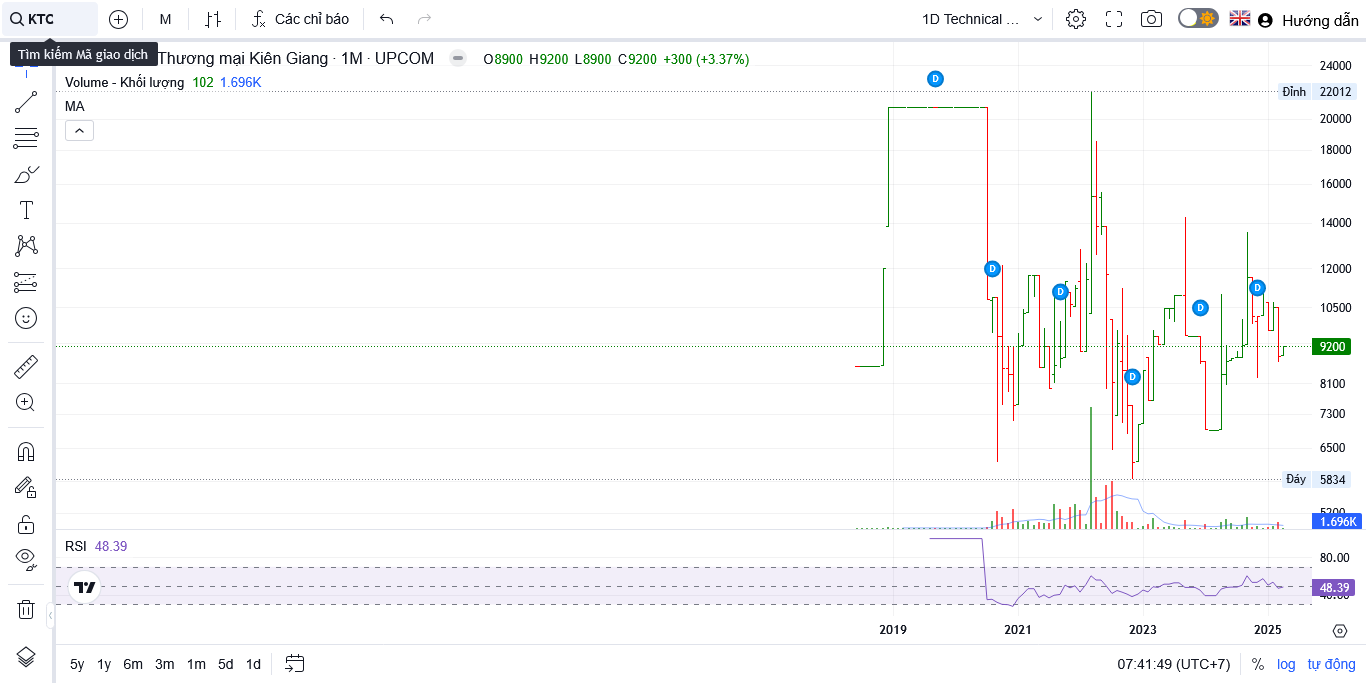 KTC M Các chỉ báo 1D Technical ... Hướng dẫn
Tìm kiếm Mã giao dịch
Thương mại Kiên Giang · 1M · UPCOM O8900 H9200 L8900 C9200 +300 (+3.37%)
Volume - Khối lượng 102 1.696K
MA
D
D
D
D
D
D
24000
Đỉnh 22012
20000
18000
16000
14000
12000
10500
9200
8100
7300
6500
Đáy 5834
5200
1.696K
RSI 48.39
80.00
48.39
40.00
2019 2021 2023 2025
5y 1y 6m 3m 1m 5d 1d 07:41:49 (UTC+7) % log tự động